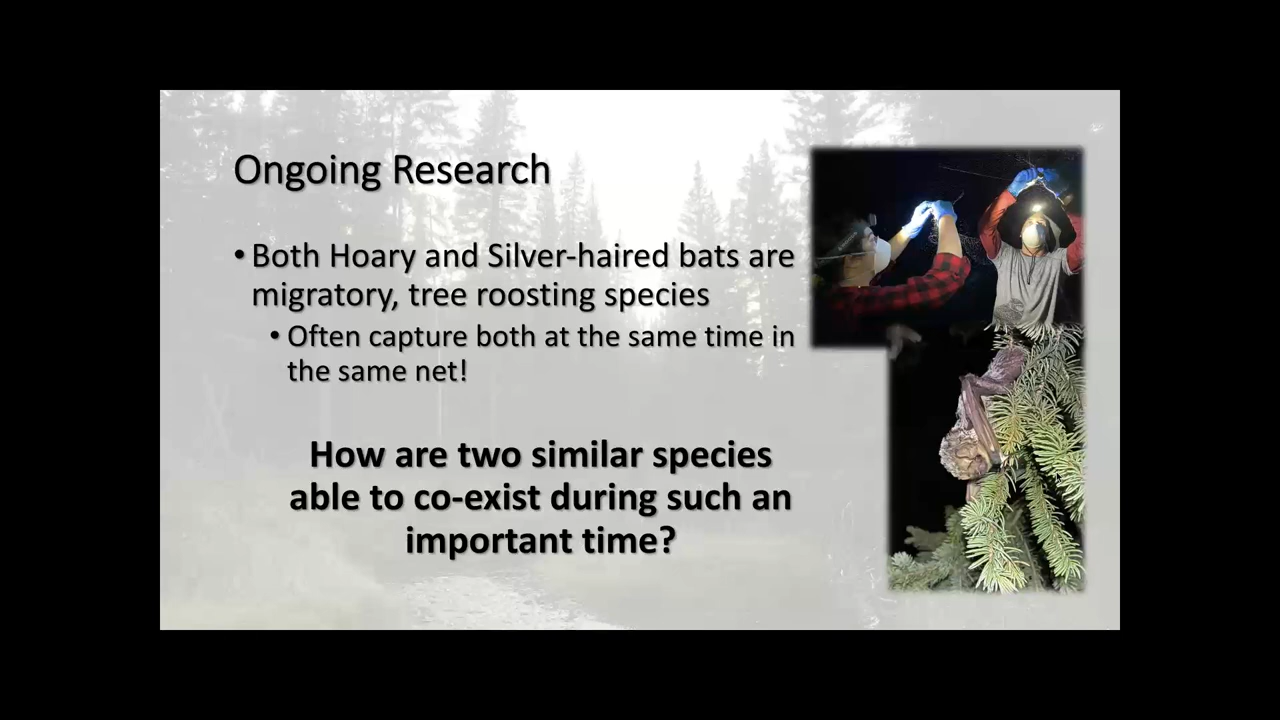 Ongoing Research
• Both Hoary and Silver-haired bats are
migratory, tree roosting species
• Often capture both at the same time in
the same net!
How are two similar species
able to co-exist during such an
important time?